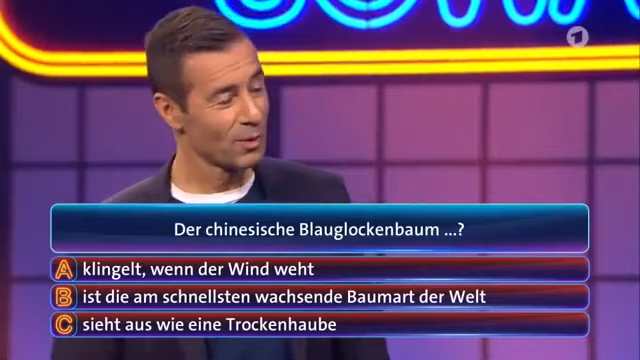 Der chinesische Blauglockenbaum ...?
A klingelt, wenn der Wind weht
B ist die am schnellsten wachsende Baumart der Welt
C sieht aus wie eine Trockenhaube